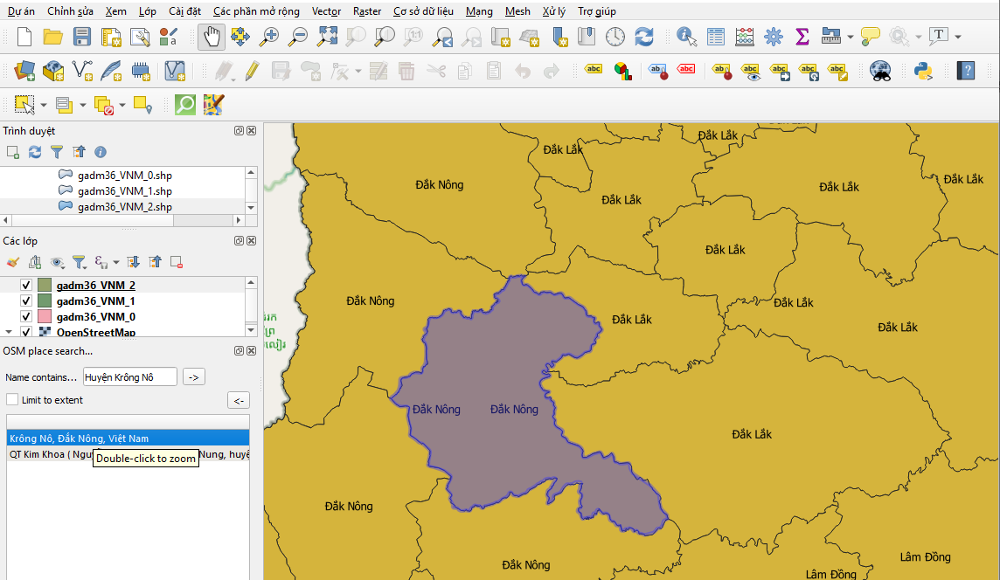 Dự án Chỉnh sửa Xem Lớp Cài đặt Các phần mở rộng Vector Raster Cơ sở dữ liệu Mạng Mesh Xử lý Trợ giúp
1:1
T
abc abc abc abc abc abc abc abc
Trình duyệt
gadm36_VNM_0.shp
gadm36_VNM_1.shp
gadm36_VNM_2.shp
Các lớp
gadm36_VNM_2
gadm36_VNM_1
gadm36_VNM_0
OpenStreetMap
OSM place search...
Name contains...
Huyện Krông Nô
->
Limit to extent
<-
Krông Nô, Đắk Nông, Việt Nam
QT Kim Khoa ( Nguy
Nung, huyệ
Double-click to zoom
Đắk Lắk
Đắk Lắk
Đắk Nông
Đắk Lắk
Đắk Lắk
Đắk Lắk
Đắk Lắk
Đắk Nông
Đắk Lắk
Đắk Lắk
Đắk Lắk
Đắk Nông
Đắk Nông
Đắk Lắk
Đắk Nông
Đắk Nông
Lâm Đồng
Lâm Đồng